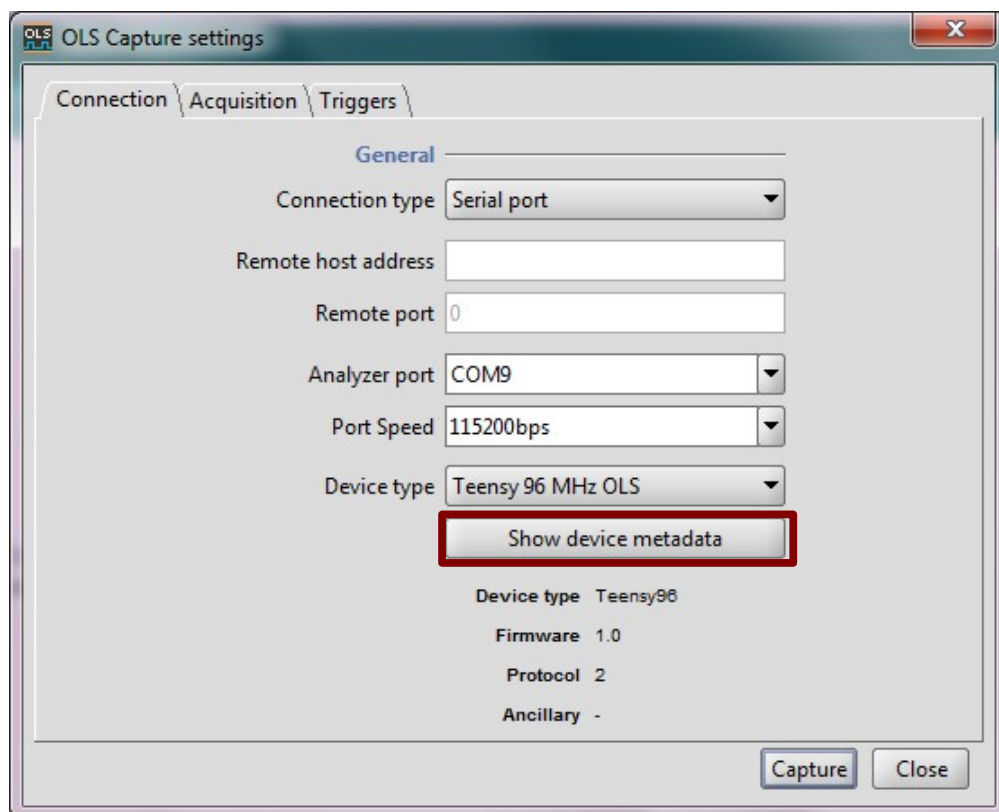 OLS OLS Capture settings
Connection Acquisition Triggers
General
Connection type Serial port
Remote host address
Remote port 0
Analyzer port COM9
Port Speed 115200bps
Device type Teensy 96 MHz OLS
Show device metadata
Device type Teensy96
Firmware 1.0
Protocol 2
Ancillary -
Capture Close